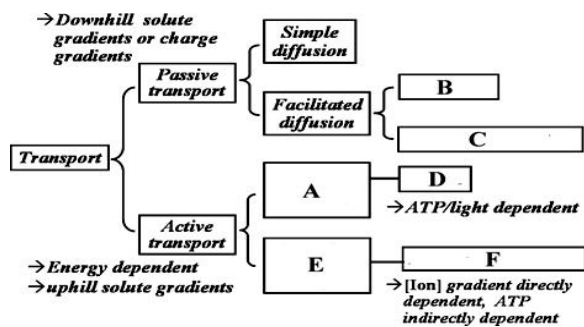 →Downhill solute
gradients or charge
gradients
Simple
diffusion
Passive
transport
Facilitated
diffusion
B
C
Transport
A
D
→ATP/light dependent
Active
transport
E
F
→Energy dependent
→uphill solute gradients
→[Ion] gradient directly
dependent, ATP
indirectly dependent